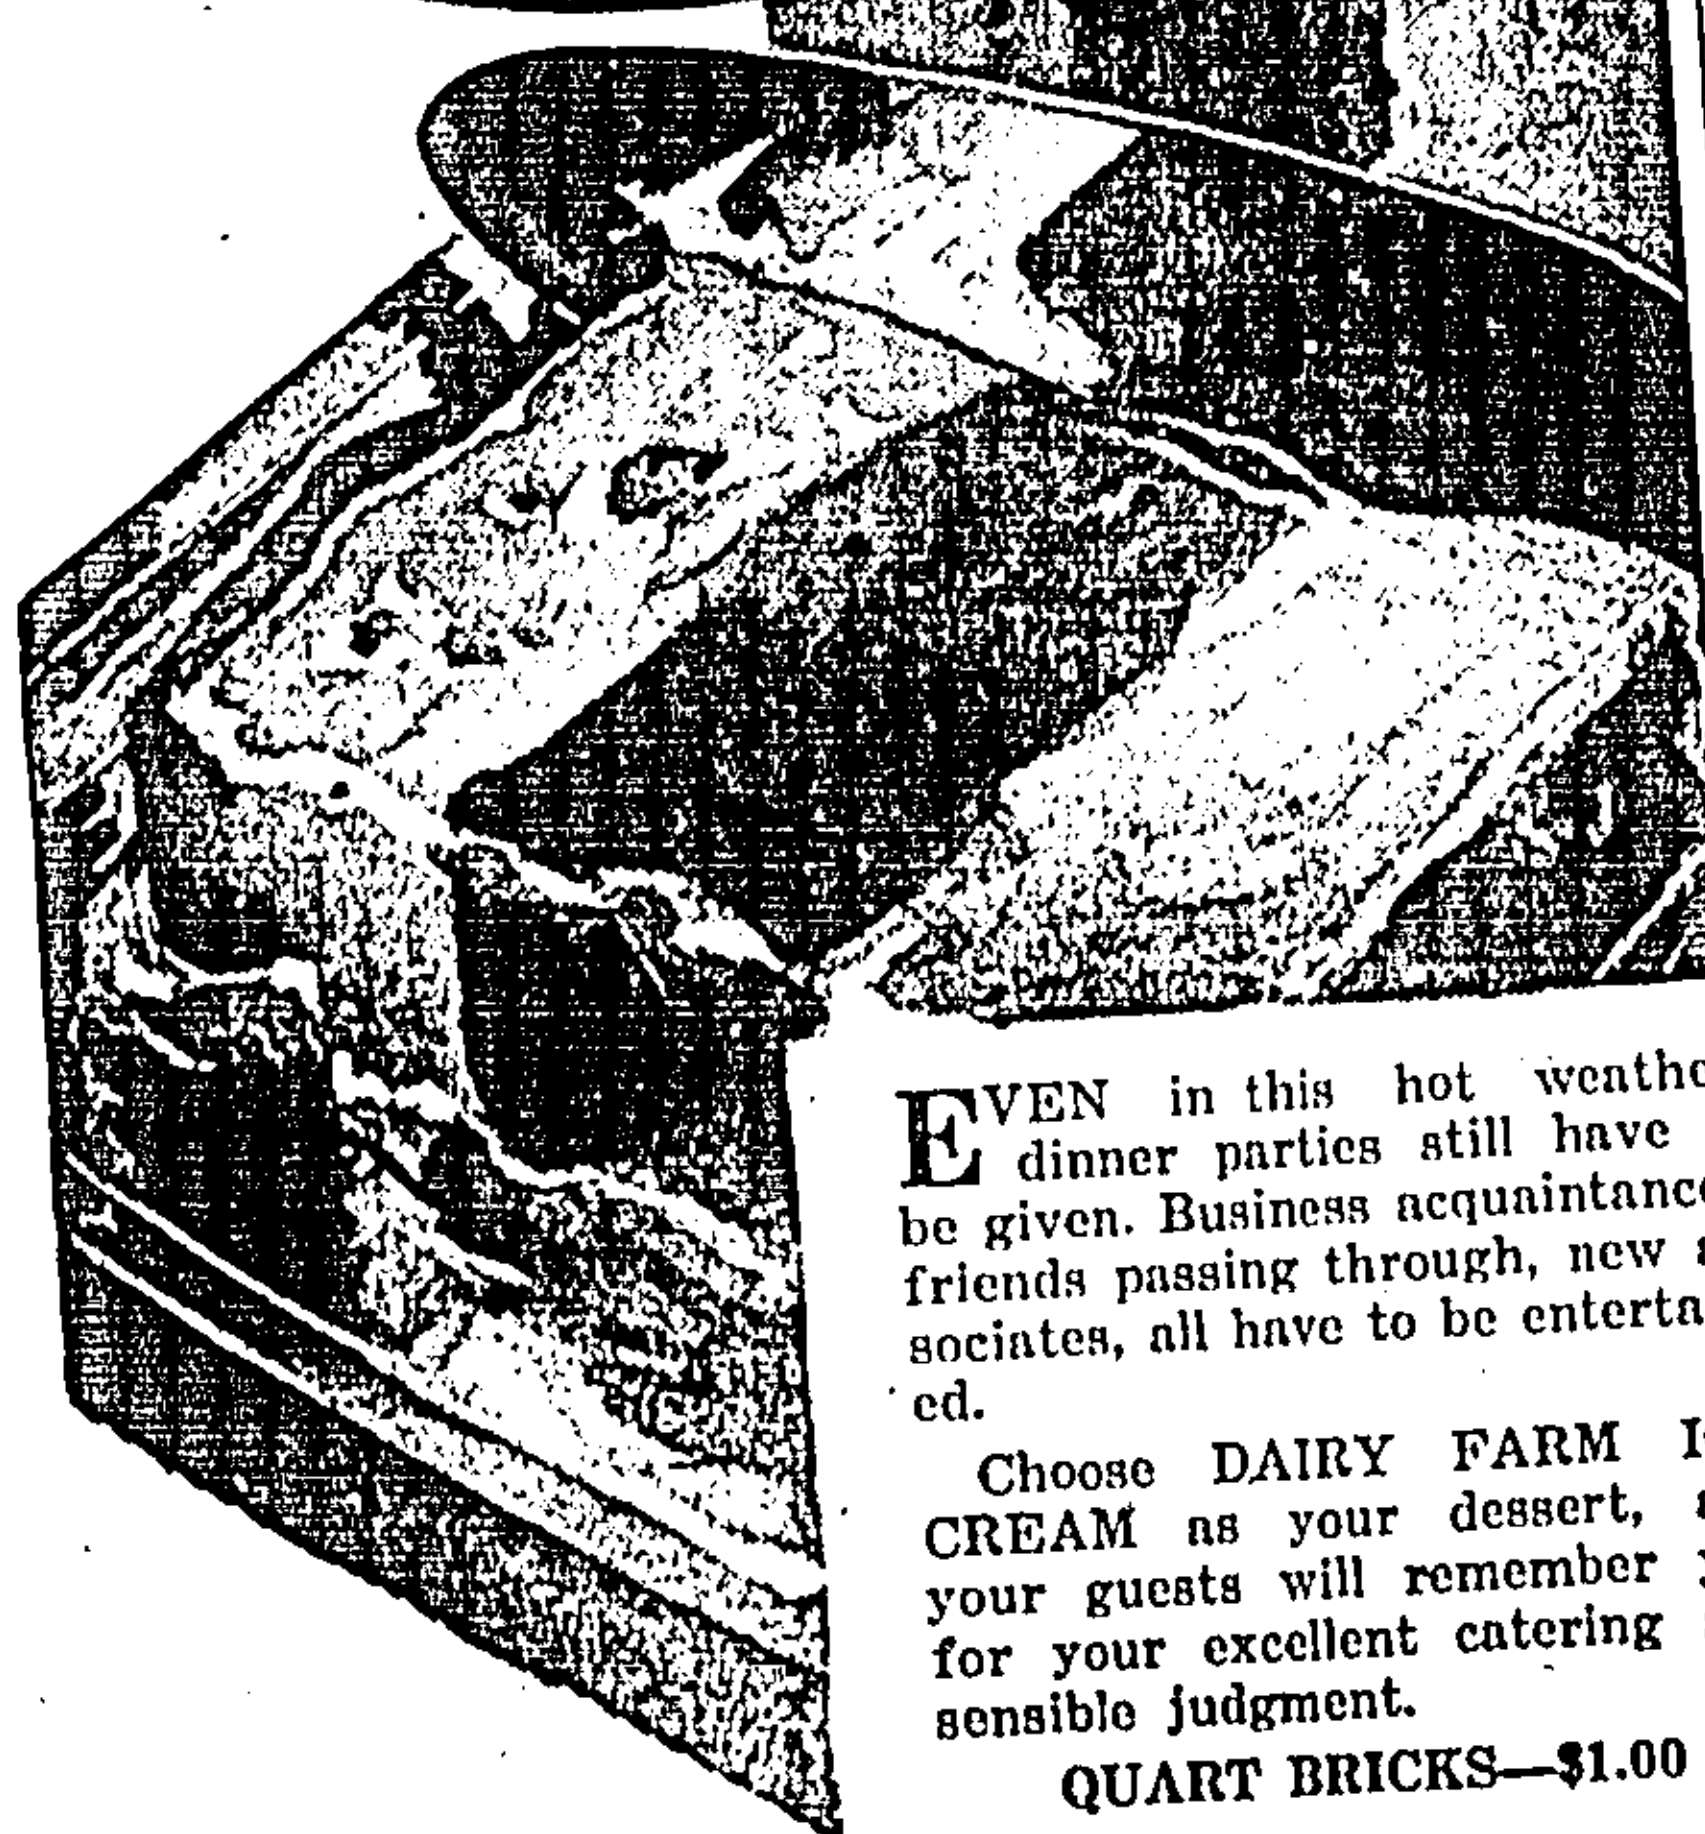 EVEN in this hot weathe
dinner parties still have
be given. Business acquaintance
friends passing through, new
sociates, all have to be enterta
ed.
Choose DAIRY FARM I
CREAM as your dessert,
your guests will remember
for your excellent catering
sensible judgment.
QUART BRICKS—$1.00